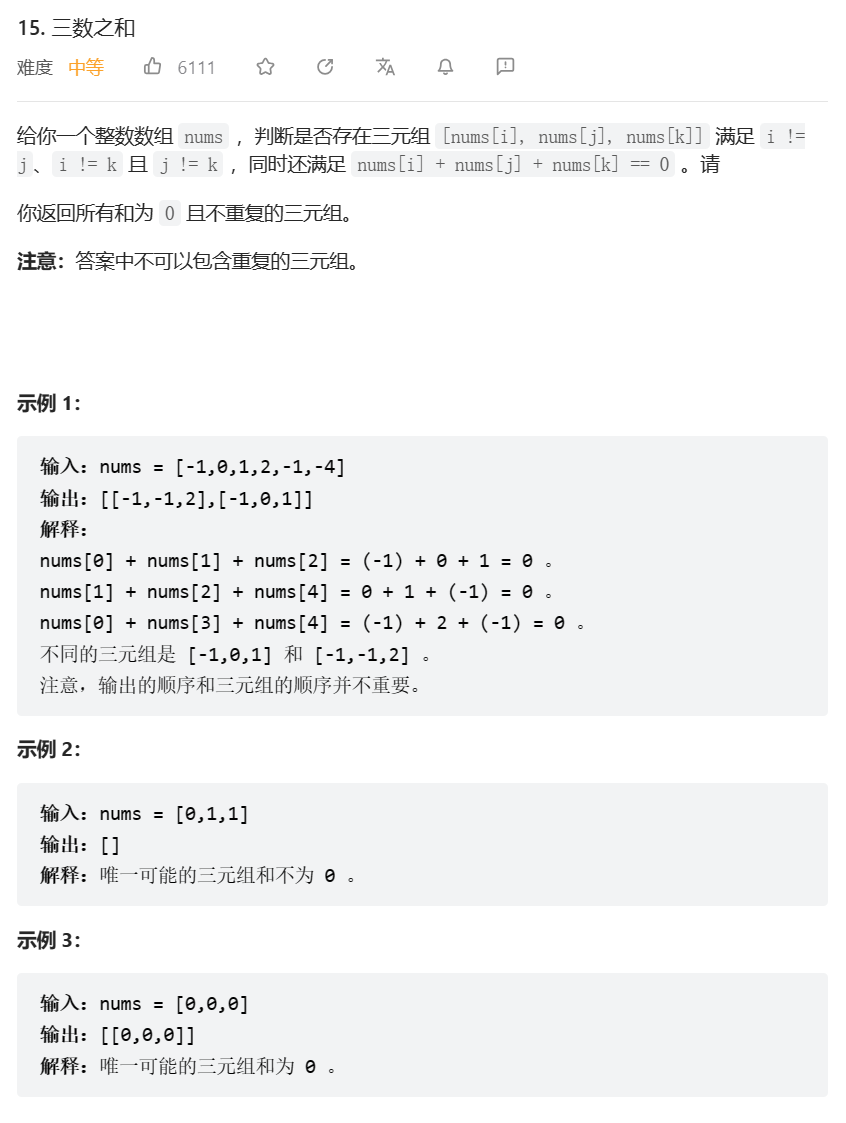 15. 三数之和
难度 中等 6111
给你一个整数数组 nums ，判断是否存在三元组 [nums[i], nums[j], nums[k]] 满足 i !=
j、i != k 且 j != k ，同时还满足 nums[i] + nums[j] + nums[k] == 0 。请
你返回所有和为 0 且不重复的三元组。
注意：答案中不可以包含重复的三元组。
示例 1：
输入：nums = [-1,0,1,2,-1,-4]
输出：[[-1,-1,2],[-1,0,1]]
解释：
nums[0] + nums[1] + nums[2] = (-1) + 0 + 1 = 0 。
nums[1] + nums[2] + nums[4] = 0 + 1 + (-1) = 0 。
nums[0] + nums[3] + nums[4] = (-1) + 2 + (-1) = 0 。
不同的三元组是 [-1,0,1] 和 [-1,-1,2] 。
注意，输出的顺序和三元组的顺序并不重要。
示例 2：
输入：nums = [0,1,1]
输出：[]
解释：唯一可能的三元组和不为 0 。
示例 3：
输入：nums = [0,0,0]
输出：[[0,0,0]]
解释：唯一可能的三元组和为 0 。